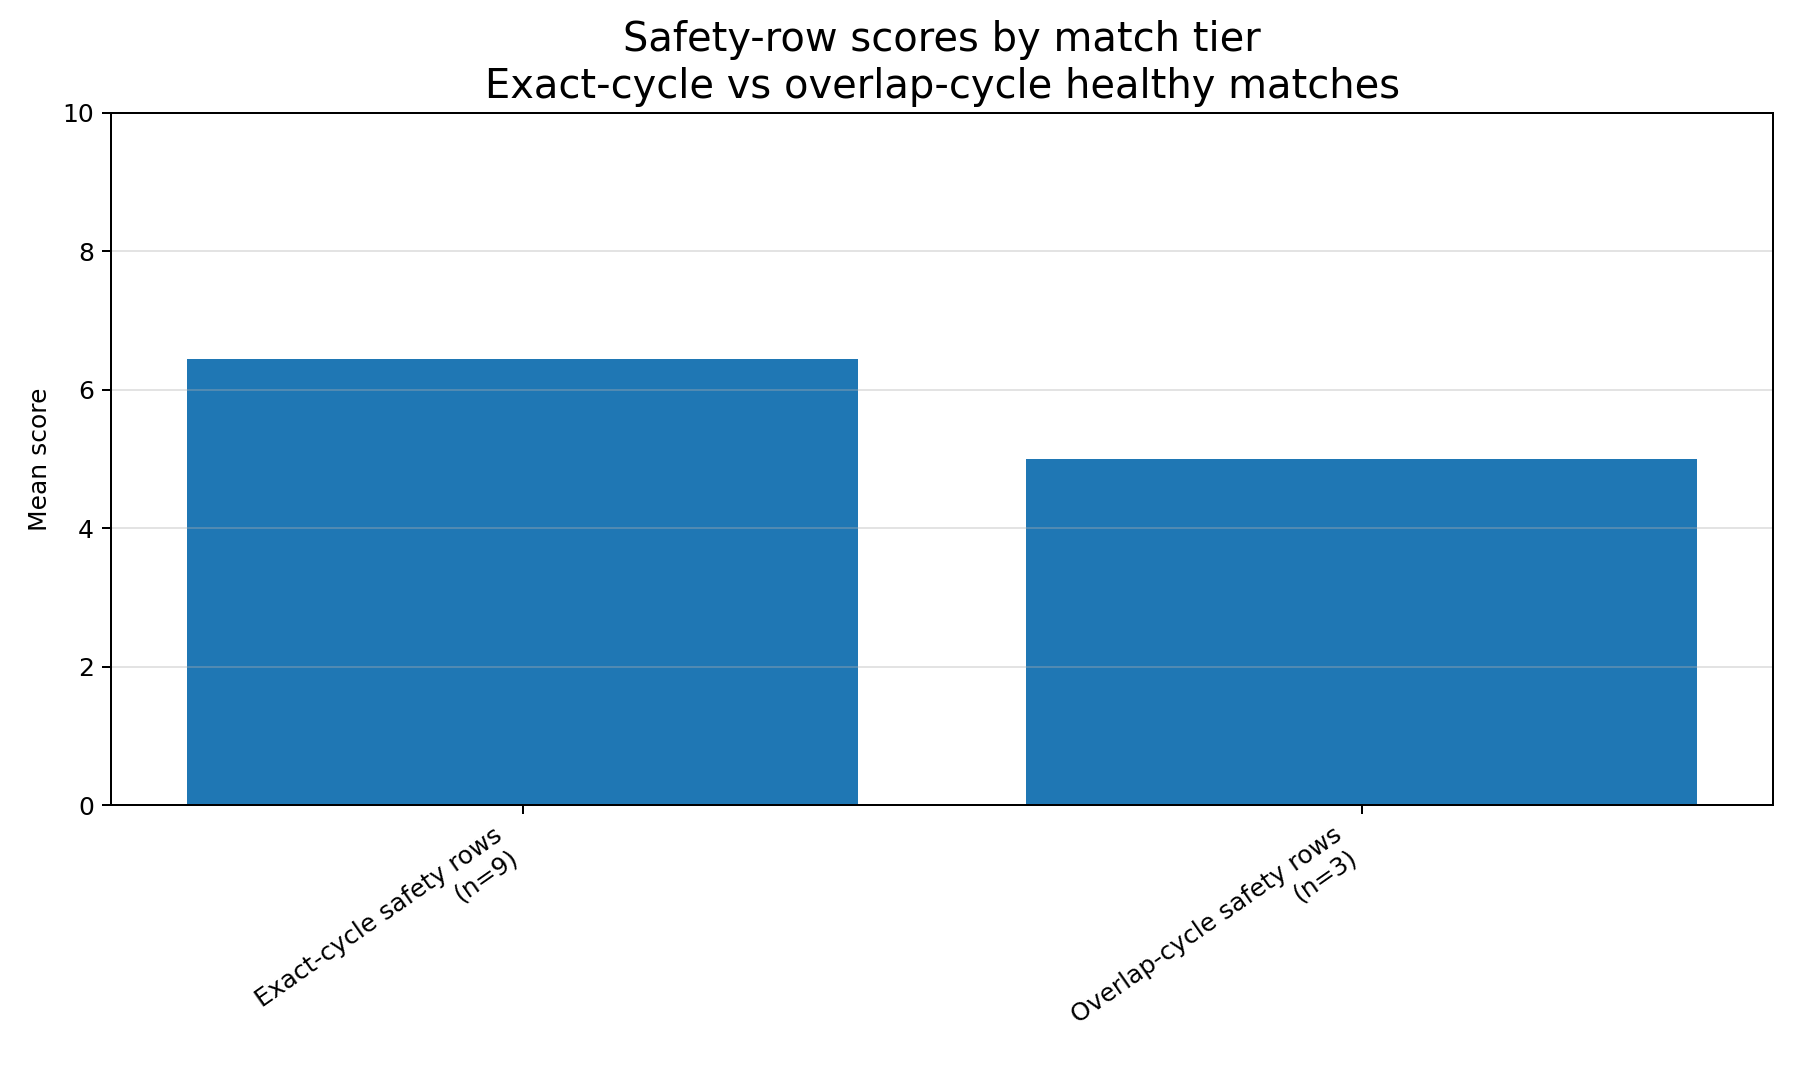 Safety-row scores by match tier
Exact-cycle vs overlap-cycle healthy matches
10
8
6
4
2
0
Mean score
Exact-cycle safety rows
(n=9)
Overlap-cycle safety rows
(n=3)